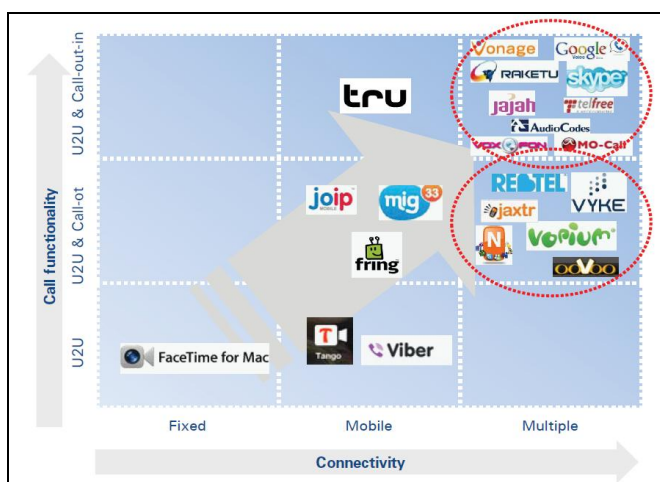 Vonage
Google
RAKETU
skype
jajah
telfree
AudioCodes
VOXOFON
MO-Call
tru
REBTEL
VYKE
jaxtr
N
vopium
ooVoo
joip
MOBILE
mig
33
fring
FaceTime for Mac
T
Tango
Viber
Call functionality
U2U & Call-out-in
U2U & Call-ot
U2U
Fixed
Mobile
Multiple
Connectivity